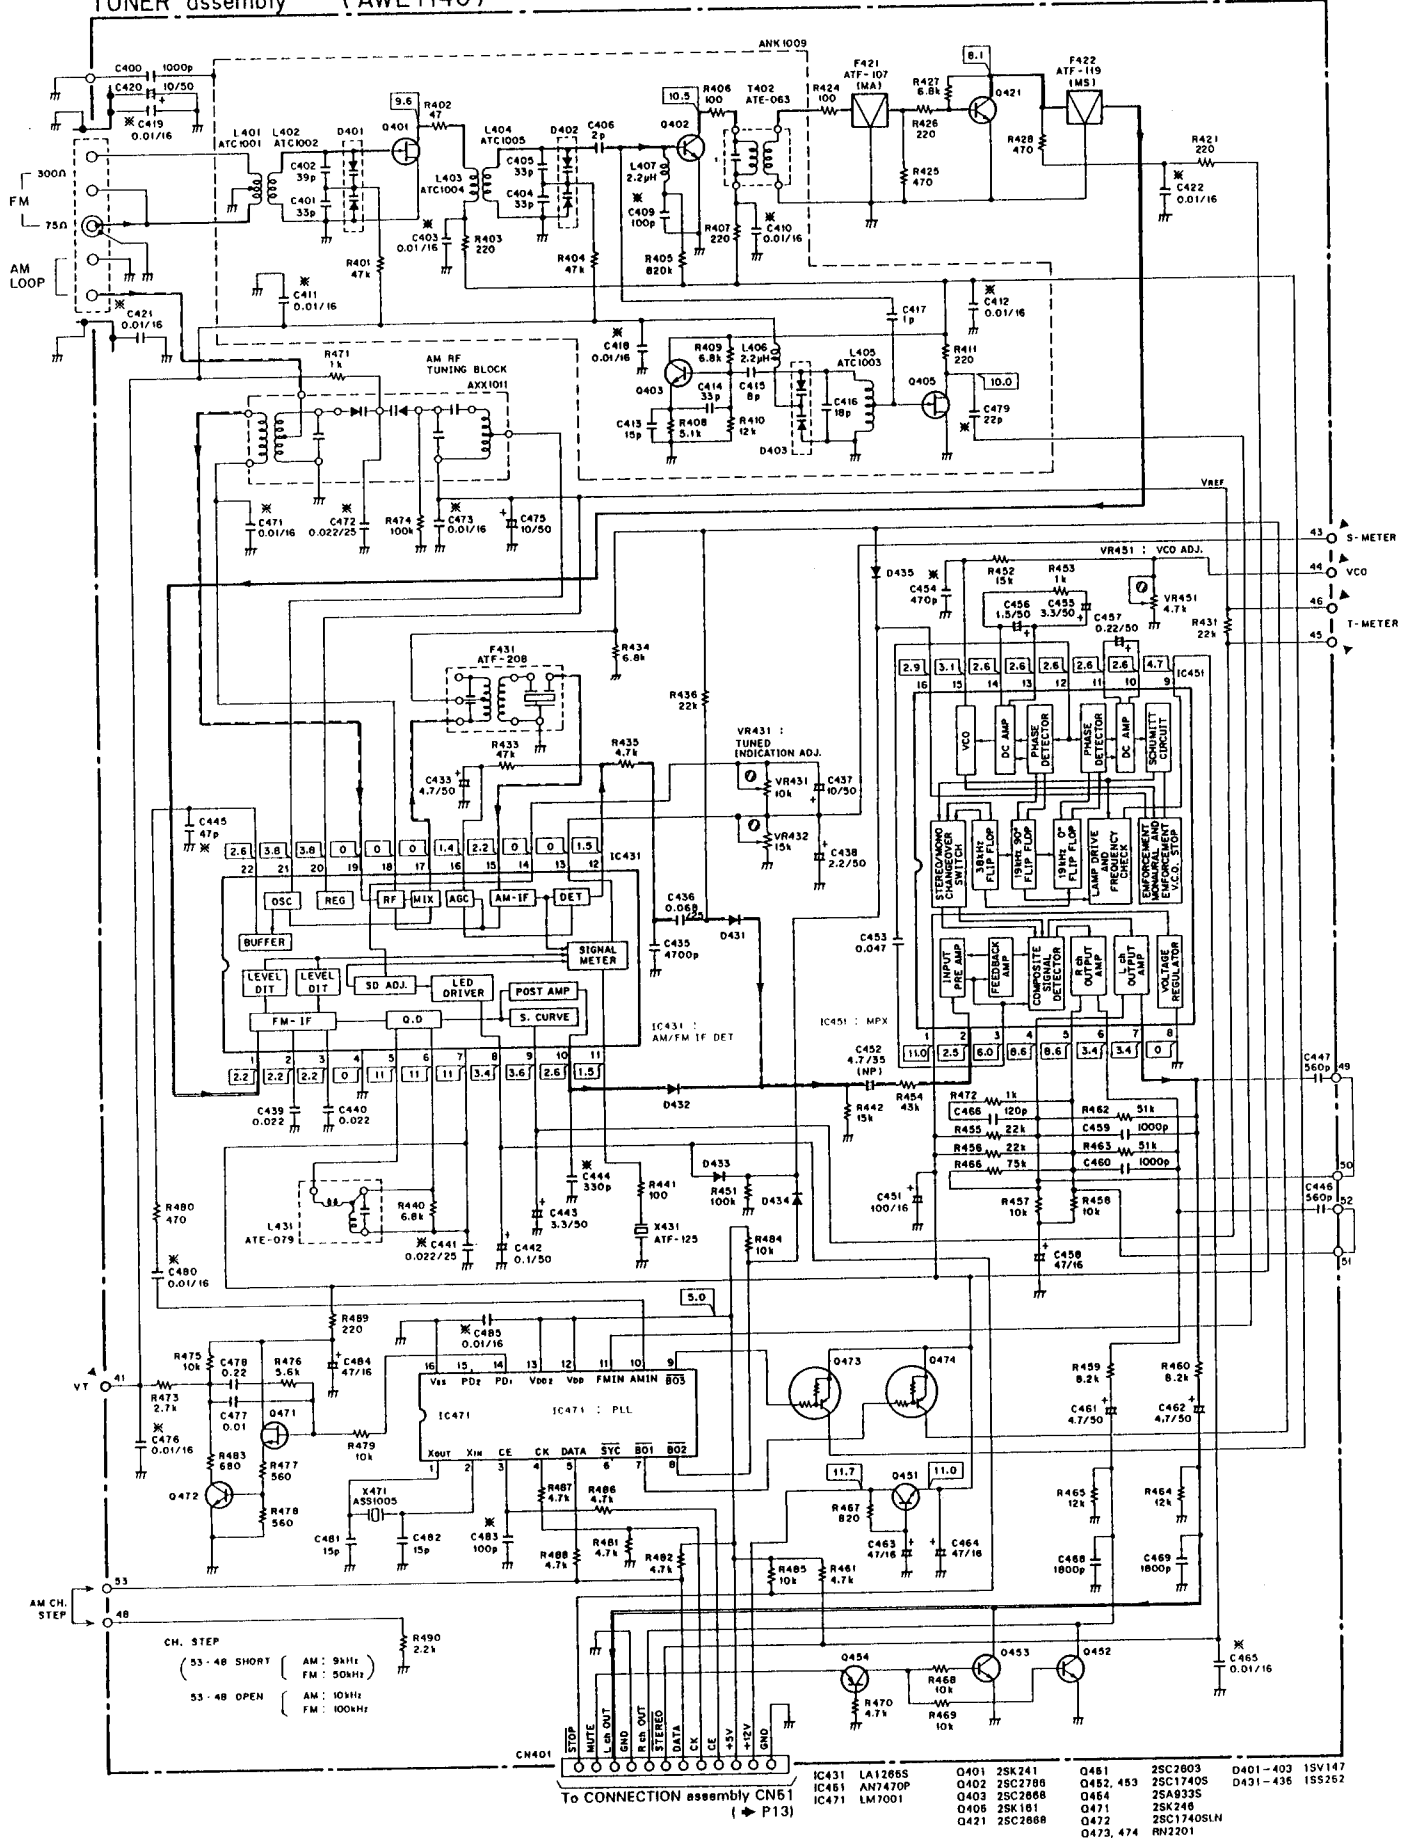 TUNER assembly (AWE1140)
ANK1009
C400 1000p
C420 10/50
※ C419 0.01/16
300Ω
FM
75Ω
AM LOOP
L401 ATC1001
L402 ATC1002
D401
C402 39p
C401 33p
9.6
Q401
R402 47
L403 ATC1004
L404 ATC1005
D402
C406 2p
C405 33p
C404 33p
10.5
Q402
R406 100
T402 ATE-063
R424 100
F421 ATF-107 (MA)
R427 6.8k
8.1
Q421
F422 ATF-119 (MS)
R426 220
R425 470
R428 470
R421 220
※ C422 0.01/16
L407 2.2μH
※ C409 100p
R407 220
※ C410 0.01/16
R405 820k
※ C403 0.01/16
R403 220
R404 47k
R401 47k
※ C411 0.01/16
※ C421 0.01/16
R471 1k
AM RF TUNING BLOCK
AXX1011
※ C418 0.01/16
R409 6.8k
L406 2.2μH
Q403
C414 33p
C415 8p
C413 15p
R408 5.1k
R410 12k
D403
C416 18p
L405 ATC1003
C417 1p
※ C412 0.01/16
R411 220
10.0
Q405
C479 22p
※
VREF
※ C471 0.01/16
※ C472 0.022/25
R474 100k
※ C473 0.01/16
C475 10/50
43 S-METER
44 VCO
46
T-METER
45
D435
※ C454 470p
R452 15k
R453 1k
C456 1.5/50
C455 3.3/50
VR451 : VCO ADJ.
VR451 4.7k
C457 0.22/50
R431 22k
F431 ATF-208
R434 6.8k
R436 22k
VR431 : TUNED INDICATION ADJ.
VR431 10k
VR432 15k
C437 10/50
C438 2.2/50
R433 47k
R435 4.7k
C433 4.7/50
C445 47p ※
2.6 3.8 3.8 0 0 0 1.4 2.2 0 0 1.5
IC431
22 21 20 19 18 17 16 15 14 13 12
OSC REG RF MIX AGC AM-IF DET
BUFFER
SIGNAL METER
LEVEL DIT
LEVEL DIT
SD ADJ.
LED DRIVER
POST AMP
FM-IF
Q.D
S. CURVE
IC431 : AM/FM IF DET
1 2 3 4 5 6 7 8 9 10 11
2.2 2.2 2.2 0 11 11 11 3.4 3.6 2.6 1.5
C436 0.068 /25
D431
C435 4700p
2.9 3.1 2.6 2.6 2.6 2.6 2.6 4.7
IC451
16 15 14 13 12 11 10 9
VCO
DC AMP
PHASE DETECTOR
PHASE DETECTOR
DC AMP
SCHUMITT CIRCUIT
STEREO/MONO CHANGEOVER SWITCH
38kHz FLIP FLOP
19kHz 90° FLIP FLOP
19kHz 0° FLIP FLOP
LAMP DRIVE AND FREQUENCY CHECK
EMFORCEMENT MONAURAL AND EMFORCEMENT V.C.O. STOP
C453 0.047
INPUT PRE AMP
FEEDBACK AMP
COMPOSITE SIGNAL DETECTOR
R ch OUTPUT AMP
L ch OUTPUT AMP
VOLTAGE REGULATOR
IC451 : MPX
1 2 3 4 5 6 7 8
11.0 2.5 6.0 8.6 8.6 3.4 3.4 0
C452 4.7/35 (NP)
R454 43k
D432
R442 15k
R472 1k
C466 120p
R455 22k
R456 22k
R466 75k
R462 51k
C459 1000p
R463 51k
C460 1000p
C447 560p 49
50
C446 560p
52
51
C439 0.022
C440 0.022
C451 100/16
R457 10k
R458 10k
C458 47/16
L431 ATE-079
R440 6.8k
※ C441 0.022/25
C442 0.1/50
C443 3.3/50
※ C444 330p
R441 100
X431 ATF-125
D433
R451 100k
D434
R484 10k
R480 470
※ C480 0.01/16
5.0
R489 220
C484 47/16
※ C485 0.01/16
R475 10k
C478 0.22
R476 5.6k
C477 0.01
VT 41
R473 2.7k
※ C476 0.01/16
Q471
R479 10k
R483 680
R477 560
R478 560
Q472
16 15 14 13 12 11 10 9
VSS PD2 PD1 VDD2 VDD FMIN AMIN BO3
IC471
IC471 : PLL
XOUT XIN CE CK DATA SYC BO1 BO2
1 2 3 4 5 6 7 8
X471 ASS1005
C481 15p
C482 15p
※ C483 100p
R487 4.7k
R486 4.7k
R488 4.7k
R481 4.7k
R482 4.7k
Q473
Q474
11.7
Q451
11.0
R467 820
C463 47/16
C464 47/16
R485 10k
R461 4.7k
R459 8.2k
R460 8.2k
C461 4.7/50
C462 4.7/50
R465 12k
R464 12k
C468 1800p
C469 1800p
AM CH. STEP
53
48
R490 2.2k
CH. STEP
(53-48 SHORT [ AM : 9kHz FM : 50kHz )
53-48 OPEN [ AM : 10kHz FM : 100kHz
Q454
R470 4.7k
R468 10k
R469 10k
Q453
Q452
※ C465 0.01/16
CN401
STOP MUTE L ch OUT GND R ch OUT STEREO DATA CK CE +5V +12V GND
To CONNECTION assembly CN51
(➡ P13)
IC431 LA1266S
IC451 AN7470P
IC471 LM7001
Q401 2SK241
Q402 2SC2786
Q403 2SC2668
Q405 2SK161
Q421 2SC2668
Q451 2SC2603
Q452, 453 2SC1740S
Q454 2SA933S
Q471 2SK246
Q472 2SC1740SLN
Q473, 474 RN2201
D401-403 1SV147
D431-435 1SS252